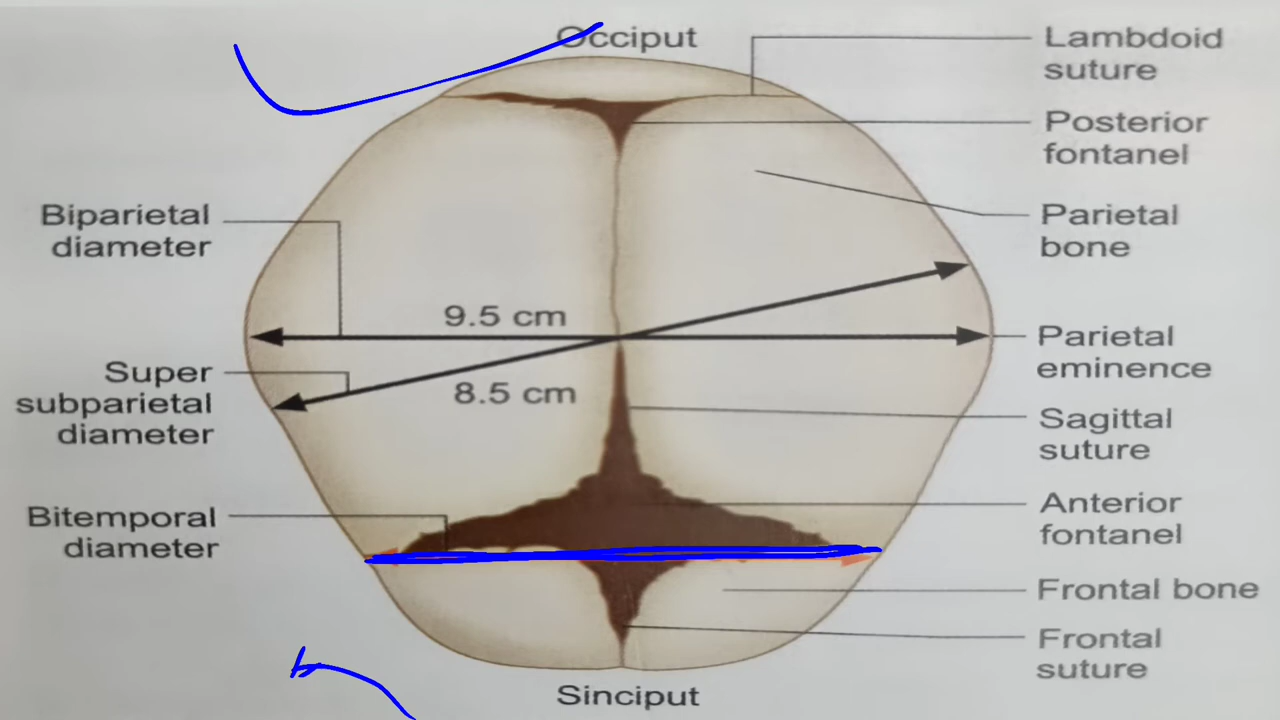 Occiput
Lambdoid
suture
Posterior
fontanel
Biparietal
diameter
Parietal
bone
9.5 cm
Parietal
eminence
Super
subparietal
diameter
8.5 cm
Sagittal
suture
Bitemporal
diameter
Anterior
fontanel
Frontal bone
Frontal
suture
Sinciput